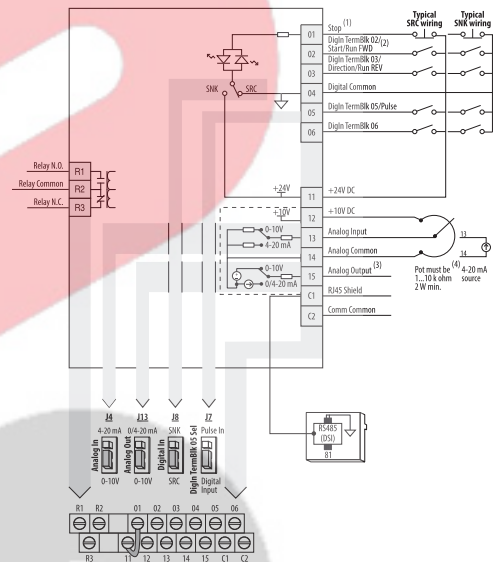 Typical SRC wiring
Typical SNK wiring
01 Stop (1)
02 DigIn TermBlk 02/ Start/Run FWD (2)
03 DigIn TermBlk 03/ Direction/Run REV
04 Digital Common
05 DigIn TermBlk 05/Pulse
06 DigIn TermBlk 06
SNK SRC
Relay N.O. R1
Relay Common R2
Relay N.C. R3
+24V 11 +24V DC
+10V 12 +10V DC
0-10V
4-20 mA
13 Analog Input
14 Analog Common
0-10V
0/4-20 mA
15 Analog Output (3)
C1 RJ45 Shield
C2 Comm Common
13
14
Pot must be (4)
1...10 k ohm
2 W min.
4-20 mA
source
RS485
(DSI)
81
J4 J13 J8 J7
4-20 mA 0/4-20 mA SNK Pulse In
Analog In
Analog Out
Digital In
DigIn TermBlk 05 Sel
0-10V 0-10V SRC Digital Input
R1 R2 01 02 03 04 05 06
R3 11 12 13 14 15 C1 C2